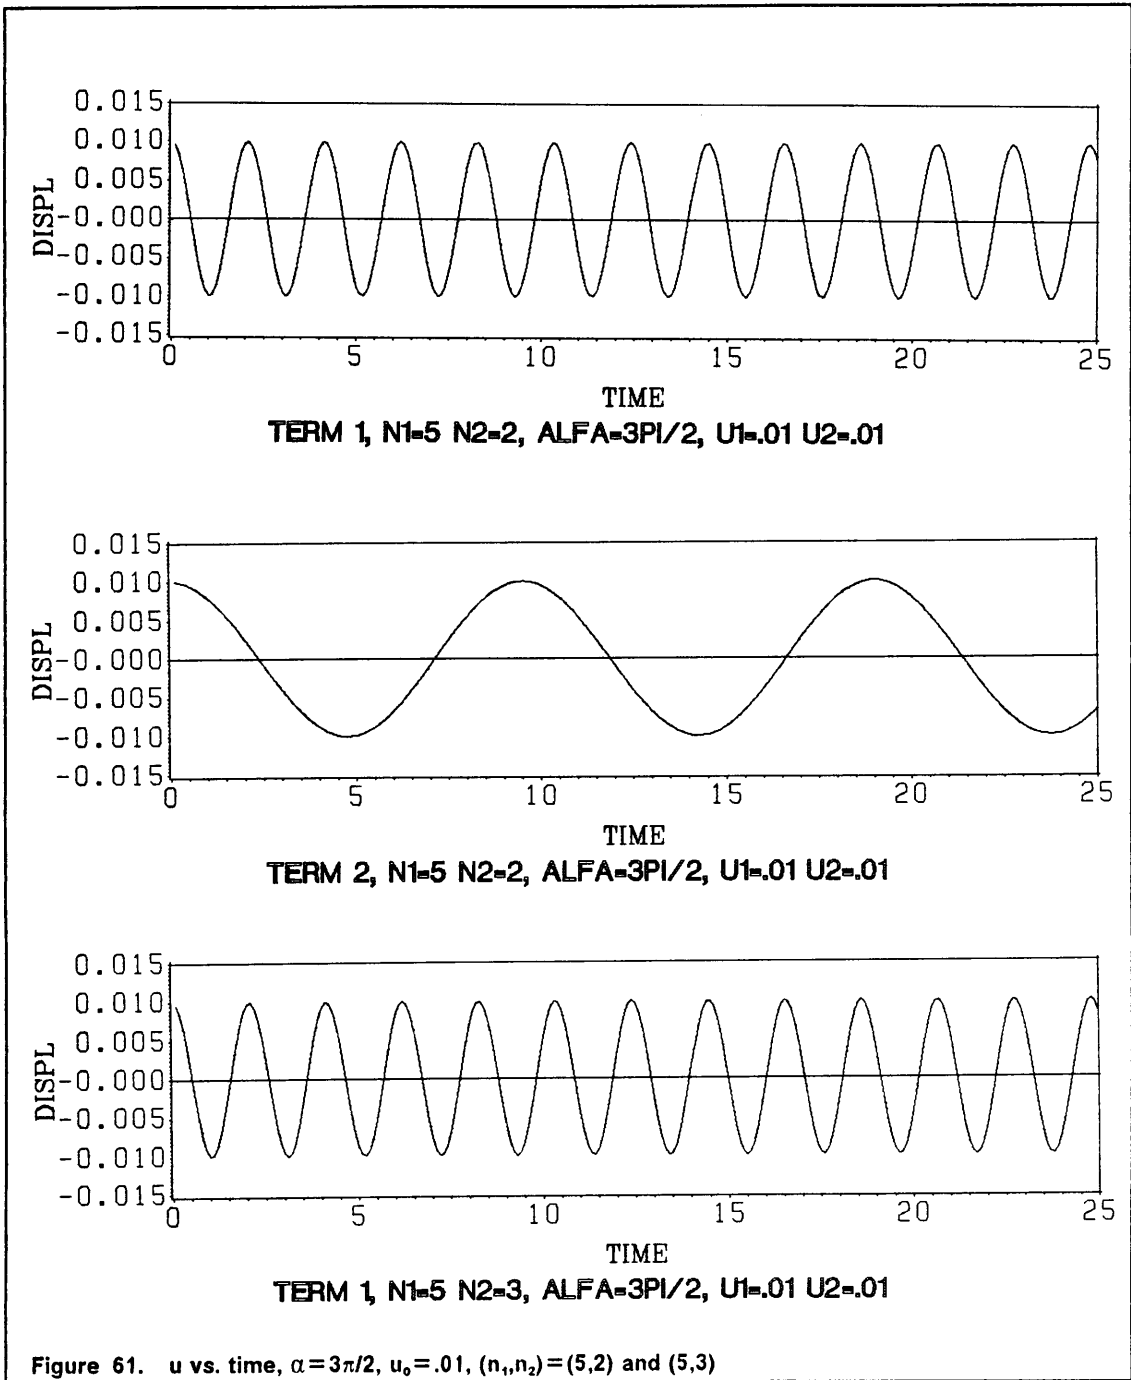 0.015
0.010
0.005
-0.000
-0.005
-0.010
-0.015
DISPL
0 5 10 15 20 25
TIME
TERM 1, N1=5 N2=2, ALFA=3PI/2, U1=.01 U2=.01
0.015
0.010
0.005
-0.000
-0.005
-0.010
-0.015
DISPL
0 5 10 15 20 25
TIME
TERM 2, N1=5 N2=2, ALFA=3PI/2, U1=.01 U2=.01
0.015
0.010
0.005
-0.000
-0.005
-0.010
-0.015
DISPL
0 5 10 15 20 25
TIME
TERM 1, N1=5 N2=3, ALFA=3PI/2, U1=.01 U2=.01
Figure 61. u vs. time, α=3π/2, u₀=.01, (n₁,n₂)=(5,2) and (5,3)